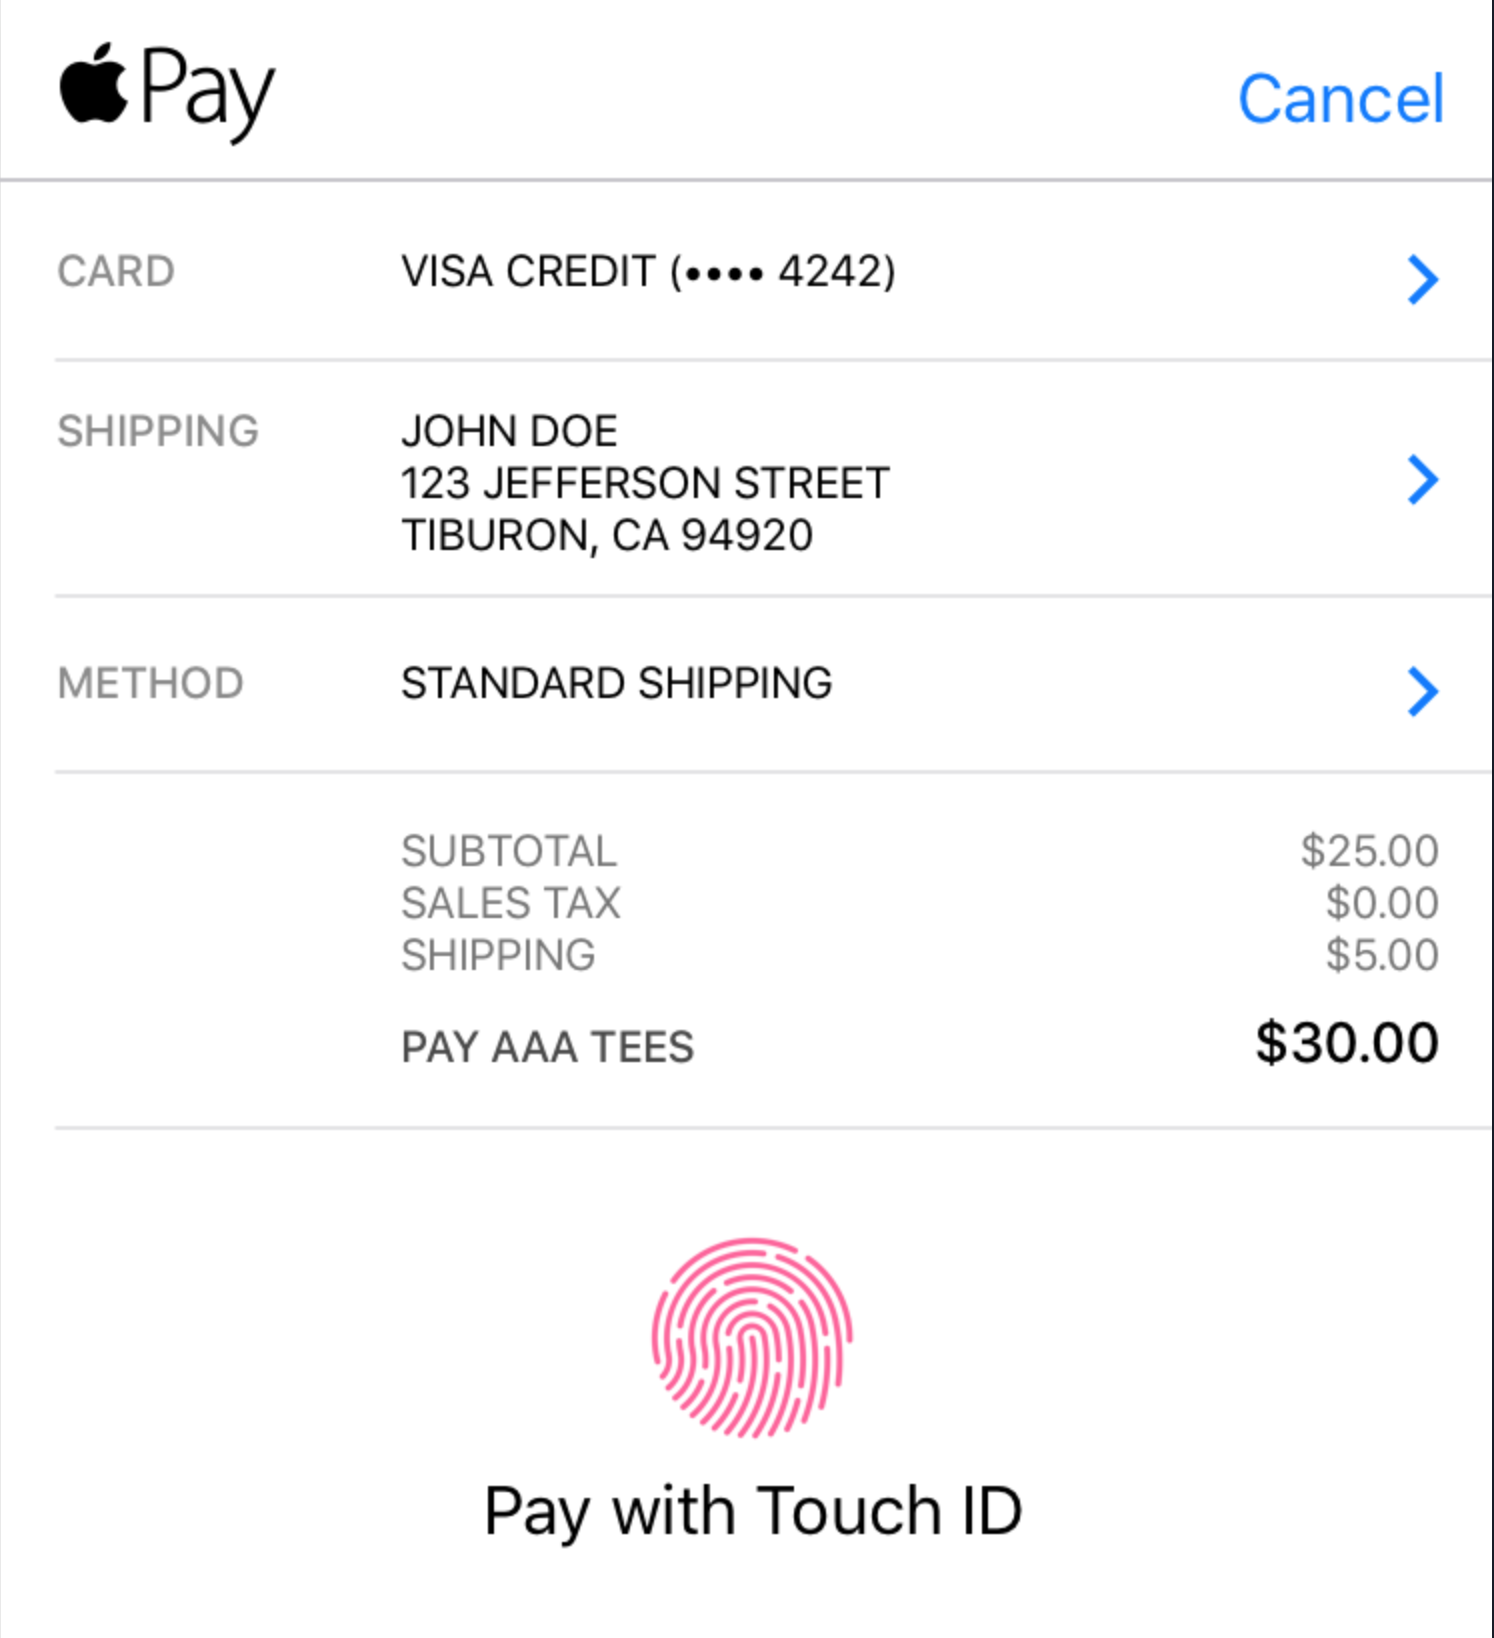 Pay
Cancel
CARD VISA CREDIT (•••• 4242)
SHIPPING JOHN DOE
123 JEFFERSON STREET
TIBURON, CA 94920
METHOD STANDARD SHIPPING
SUBTOTAL $25.00
SALES TAX $0.00
SHIPPING $5.00
PAY AAA TEES $30.00
Pay with Touch ID